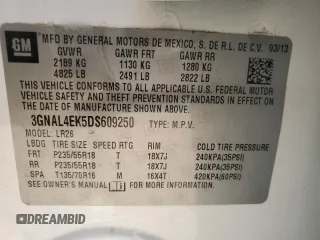 GM
MFD BY GENERAL MOTORS DE MEXICO, S. DE R.L. DE C.V. 03/13
GVWR GAWR FRT GAWR RR
2189 KG 1130 KG 1280 KG
4825 LB 2491 LB 2822 LB
THIS VEHICLE CONFORMS TO ALL APPLICABLE U.S.
FEDERAL MOTOR VEHICLE SAFETY, BUMPER, AND THEFT
PREVENTION STANDARDS IN EFFECT ON THE DATE OF
MANUFACTURE SHOWN ABOVE.
3GNAL4EK5DS609250 TYPE: M.P.V.
MODEL: LR26
LBDG TIRE SIZE SPEED RTG RIM COLD TIRE PRESSURE
FRT P235/55R18 T 18X7J 240KPA(35PSI)
RR P235/55R18 T 18X7J 240KPA(35PSI)
SPA T135/70R16 M 16X4T 420KPA(60PSI)
SEE OWNER'S MANUAL FOR ADDITIONAL INFORMATION